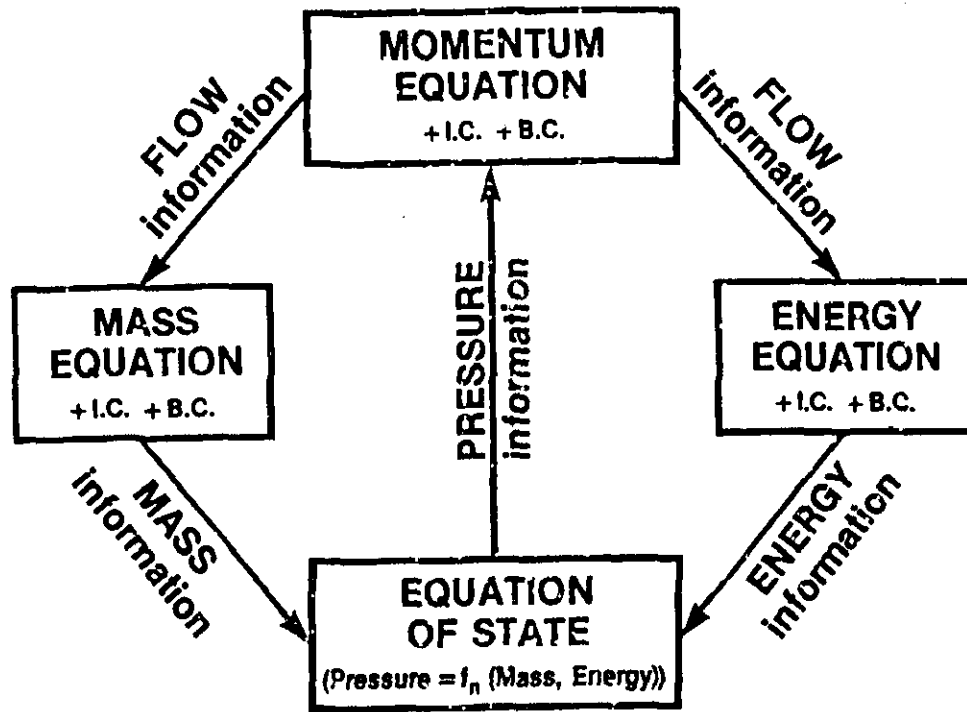 MOMENTUM
EQUATION
+ I.C. + B.C.
FLOW
information
FLOW
information
MASS
EQUATION
+ I.C. + B.C.
PRESSURE
information
ENERGY
EQUATION
+ I.C. + B.C.
MASS
information
ENERGY
information
EQUATION
OF STATE
(Pressure = fn (Mass, Energy))